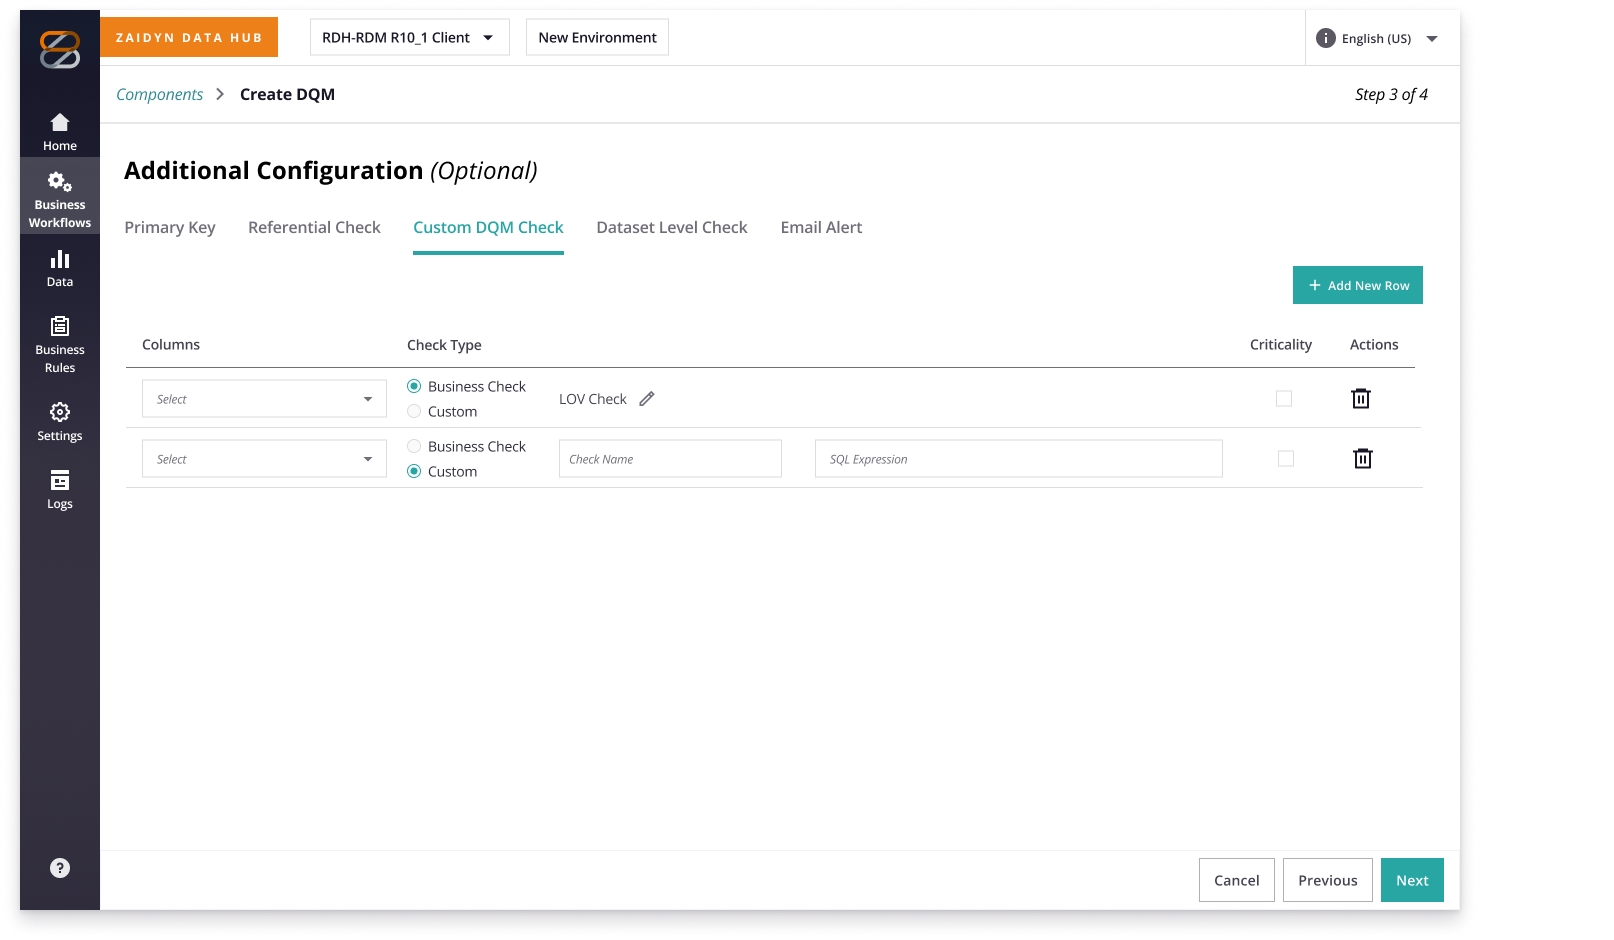 ZAIDYN DATA HUB
RDH-RDM R10_1 Client
New Environment
English (US)
Components
Create DQM
Step 3 of 4
Home
Business
Workflows
Data
Business
Rules
Settings
Logs
Additional Configuration (Optional)
Primary Key
Referential Check
Custom DQM Check
Dataset Level Check
Email Alert
+ Add New Row
Columns
Check Type
Criticality
Actions
Select
Business Check
Custom
LOV Check
Select
Business Check
Custom
Check Name
SQL Expression
Cancel
Previous
Next